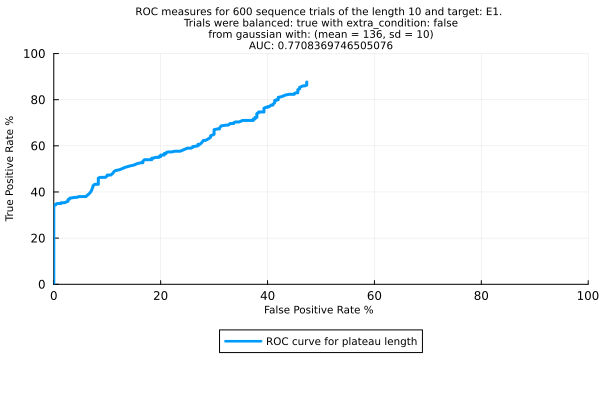 ROC measures for 600 sequence trials of the length 10 and target: E1.
Trials were balanced: true with extra_condition: false
from gaussian with: (mean = 136, sd = 10)
AUC: 0.7708369746505076
100
80
60
40
20
0
True Positive Rate %
0 20 40 60 80 100
False Positive Rate %
ROC curve for plateau length